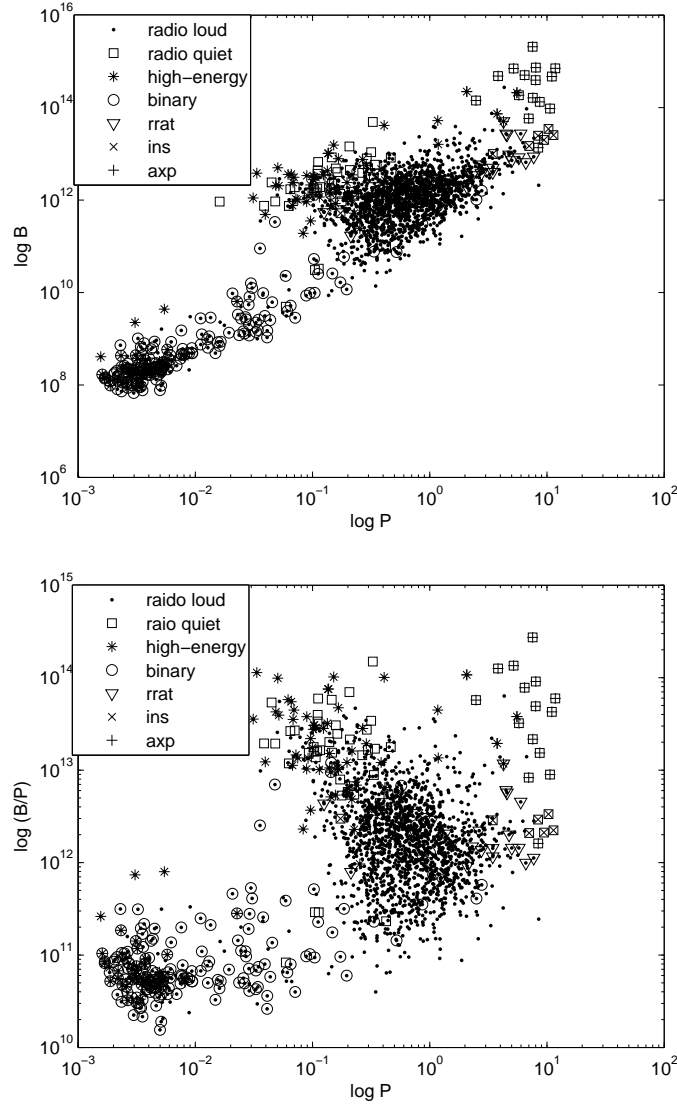 10^16
10^14
10^12
10^10
10^8
10^6
log B
radio loud
radio quiet
high−energy
binary
rrat
ins
axp
10^−3
10^−2
10^−1
10^0
10^1
10^2
log P
10^15
10^14
10^13
10^12
10^11
10^10
log (B/P)
raido loud
raio quiet
high−energy
binary
rrat
ins
axp
10^−3
10^−2
10^−1
10^0
10^1
10^2
log P